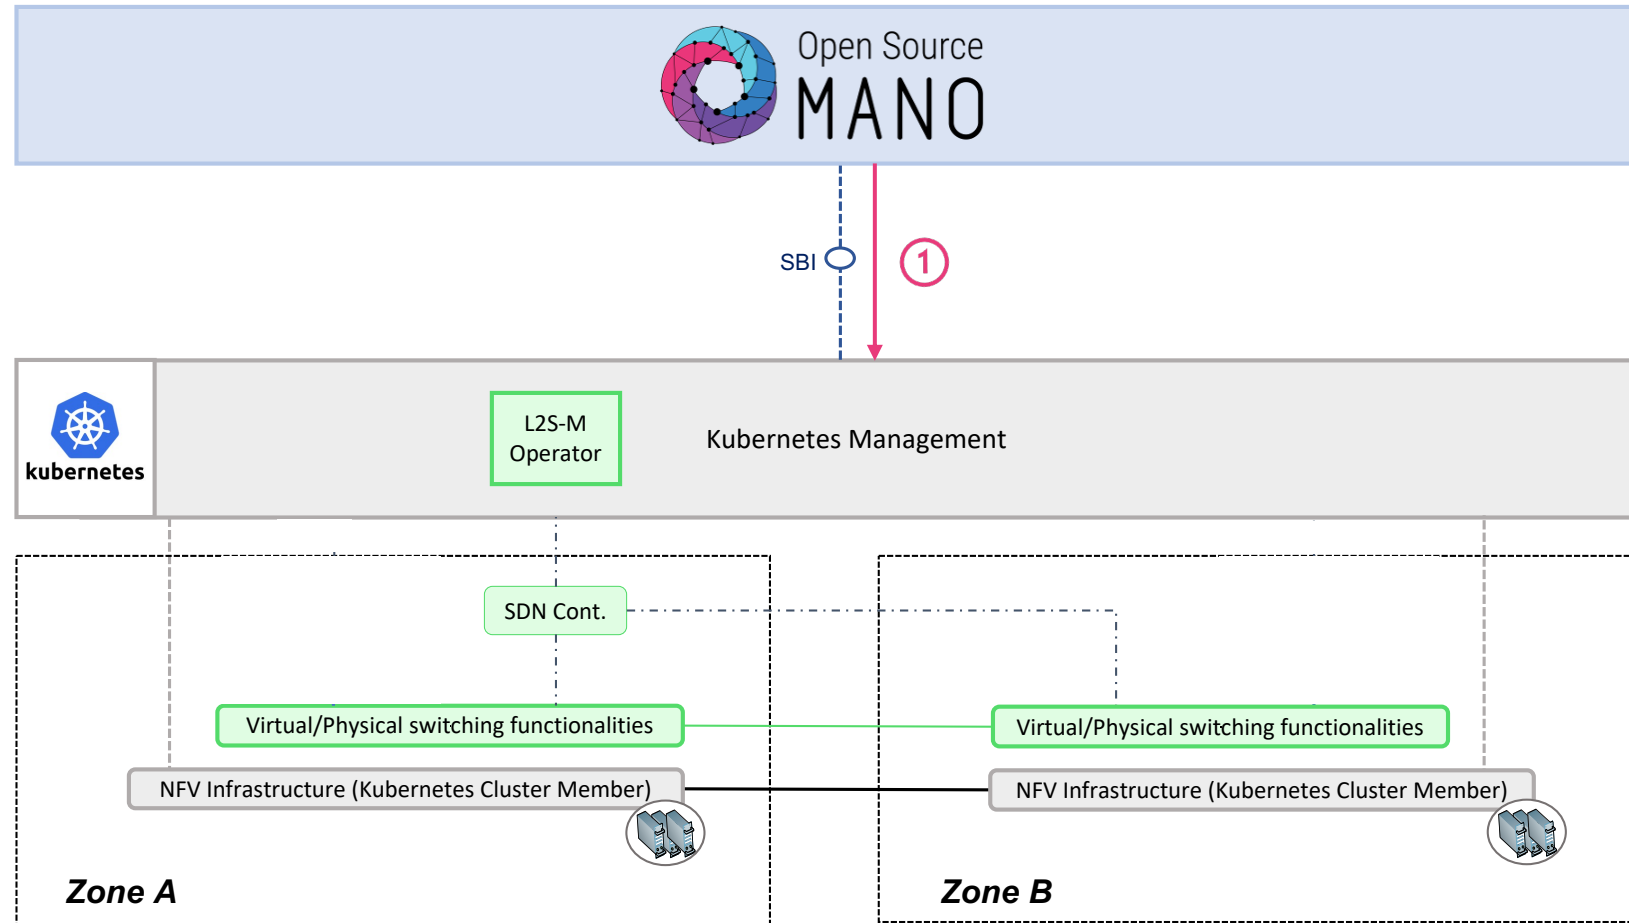 Open Source
MANO
SBI
1
kubernetes
L2S-M
Operator
Kubernetes Management
SDN Cont.
Virtual/Physical switching functionalities
Virtual/Physical switching functionalities
NFV Infrastructure (Kubernetes Cluster Member)
NFV Infrastructure (Kubernetes Cluster Member)
Zone A
Zone B